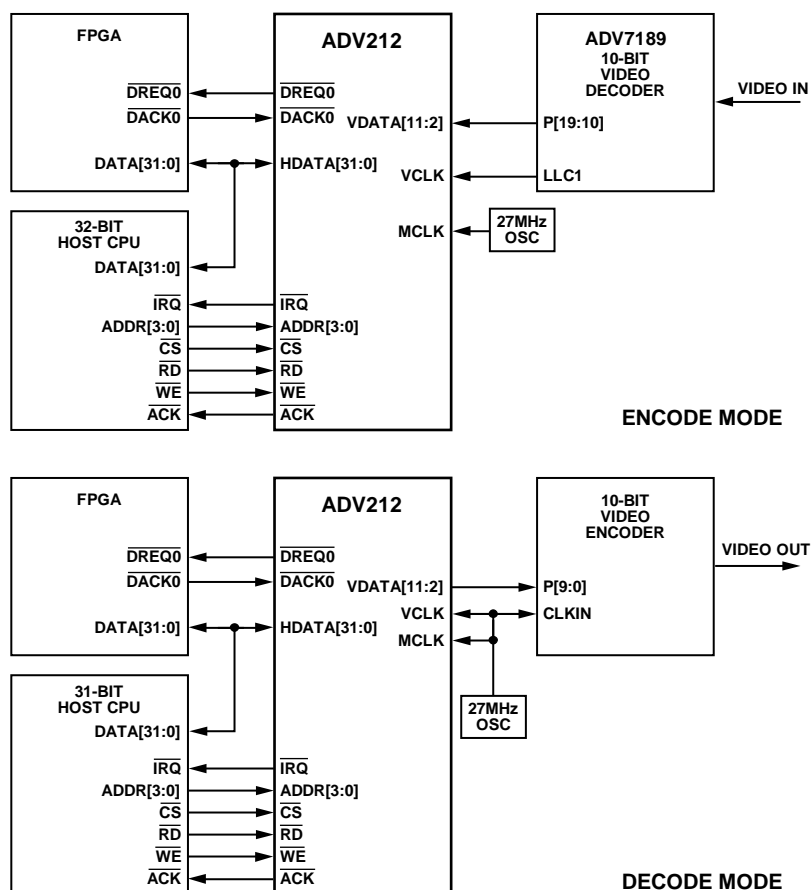 FPGA
DREQ0
DACK0
DATA[31:0]
32-BIT
HOST CPU
DATA[31:0]
IRQ
ADDR[3:0]
CS
RD
WE
ACK
ADV212
DREQ0
DACK0
HDATA[31:0]
IRQ
ADDR[3:0]
CS
RD
WE
ACK
VDATA[11:2]
VCLK
MCLK
ADV7189
10-BIT
VIDEO
DECODER
P[19:10]
LLC1
27MHz
OSC
VIDEO IN
ENCODE MODE
FPGA
DREQ0
DACK0
DATA[31:0]
31-BIT
HOST CPU
DATA[31:0]
IRQ
ADDR[3:0]
CS
RD
WE
ACK
ADV212
DREQ0
DACK0
HDATA[31:0]
IRQ
ADDR[3:0]
CS
RD
WE
ACK
VDATA[11:2]
VCLK
MCLK
10-BIT
VIDEO
ENCODER
P[9:0]
CLKIN
27MHz
OSC
VIDEO OUT
DECODE MODE